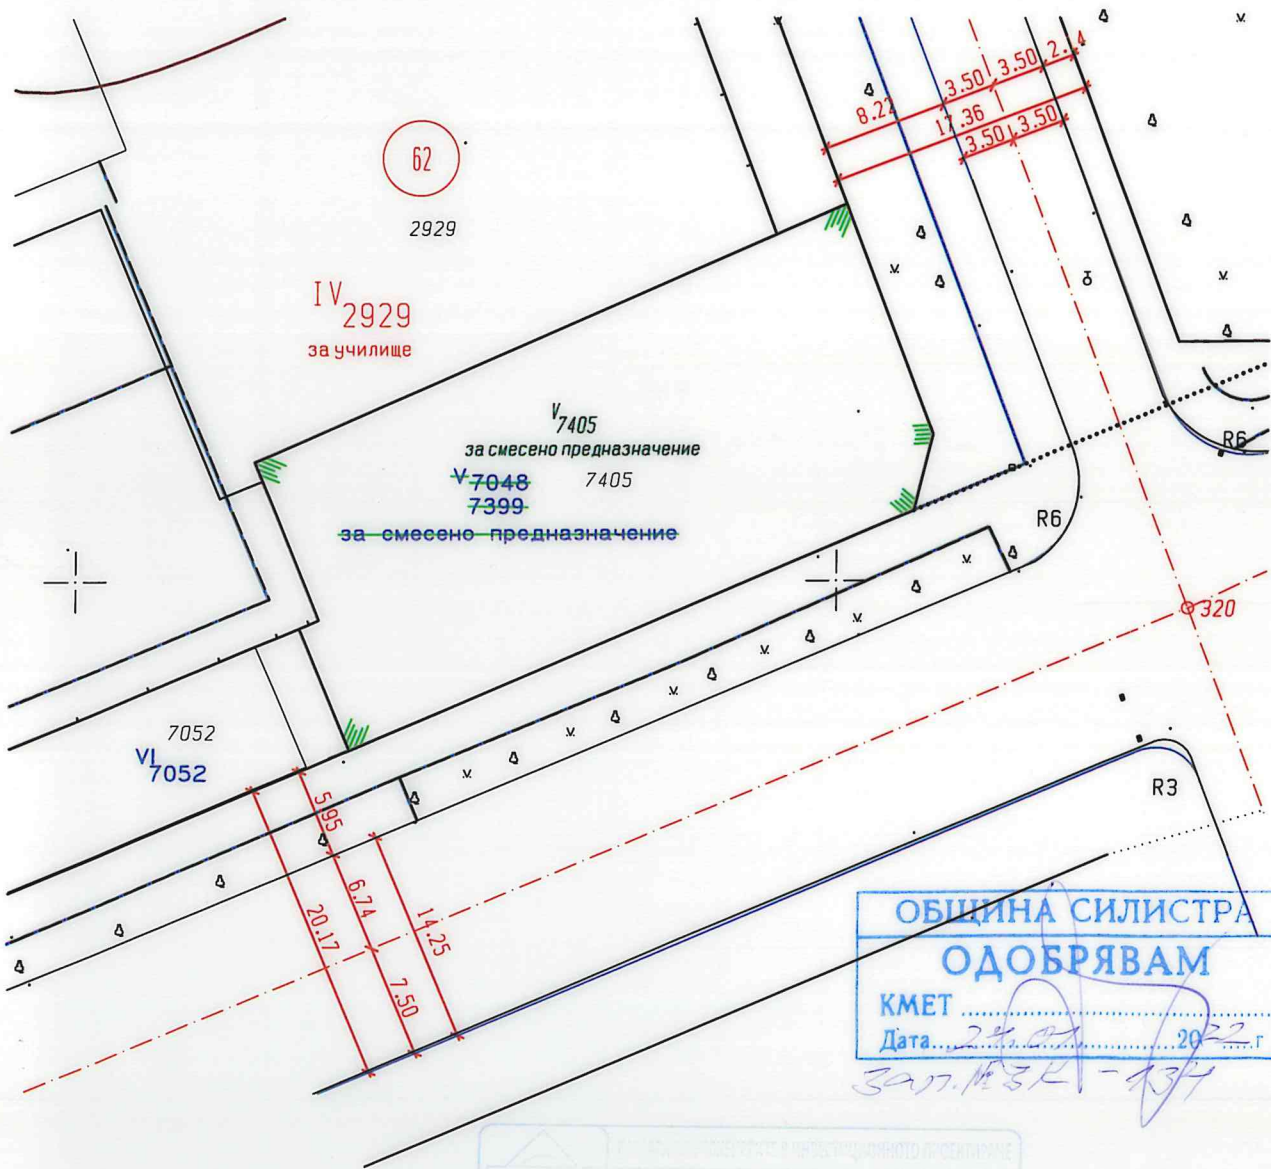 8.22
3.50
3.50
17.36
3.50
3.50
62
2929
IV 2929
за училище
V 7405
за смесено предназначение
7405
V 7048
7399
за смесено предназначение
R6
R6
320
7052
VI 7052
R3
5.95
6.74
7.50
20.17
14.25
ОБЩИНА СИЛИСТРА
ОДОБРЯВАМ
КМЕТ
Дата 20 22 г